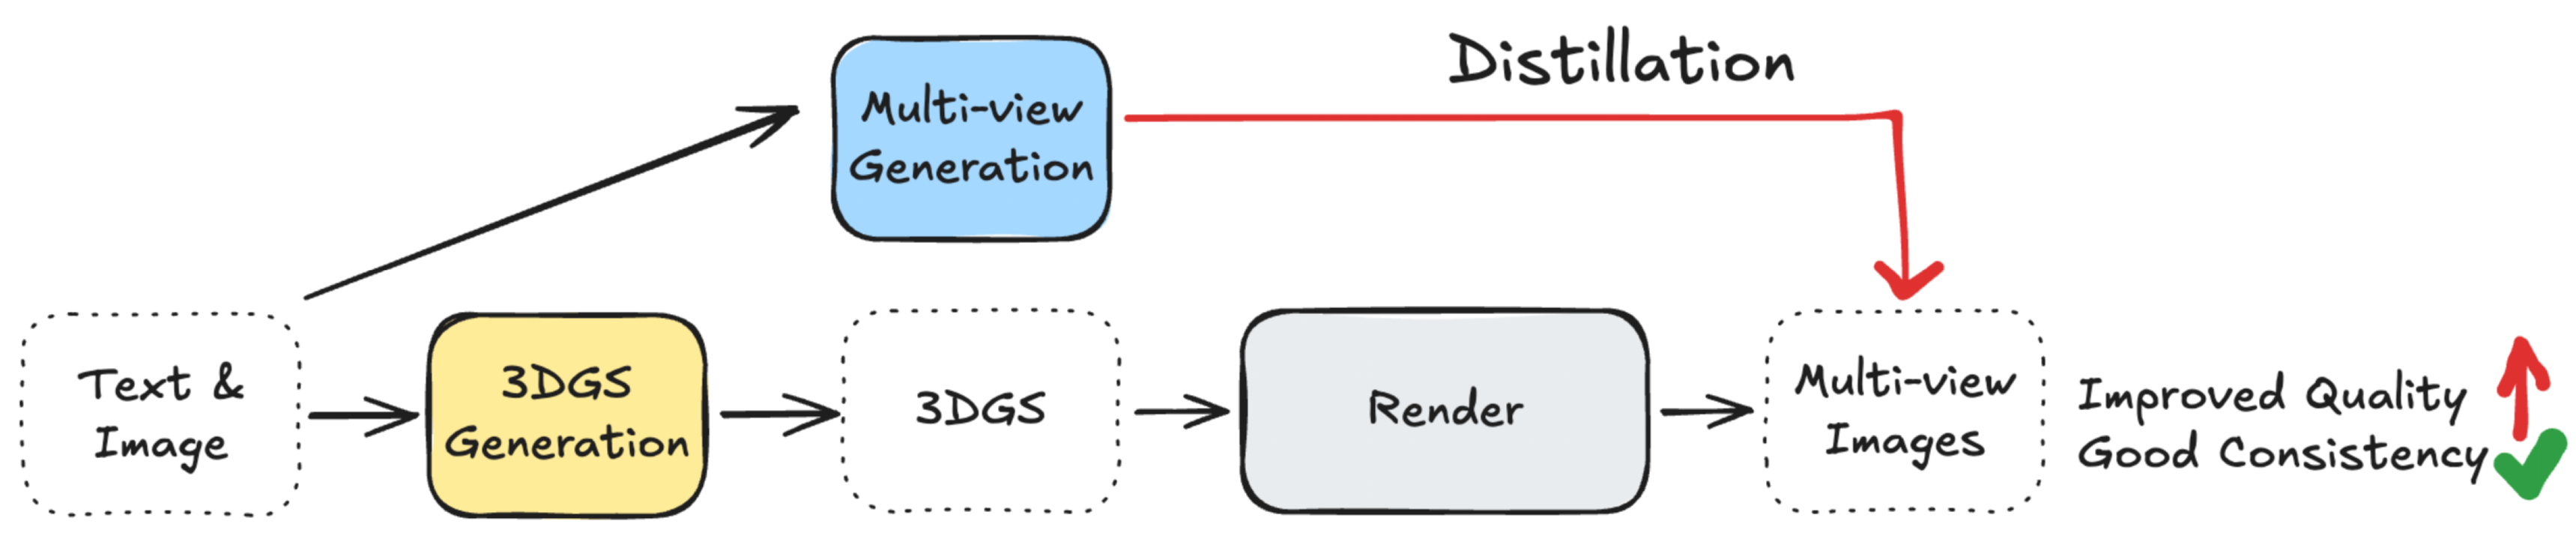 Distillation
Multi-view
Generation
Text &
Image
3DGS
Generation
3DGS
Render
Multi-view
Images
Improved Quality
Good Consistency